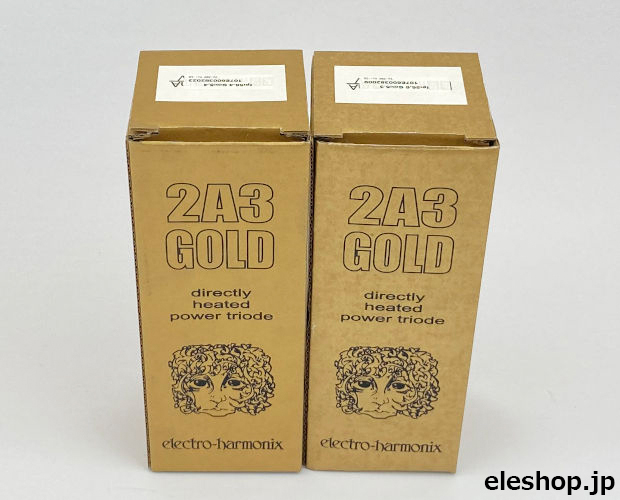 2A3
GOLD
directly
heated
power triode
electro-harmonix
2A3
GOLD
directly
heated
power triode
electro-harmonix
eleshop.jp